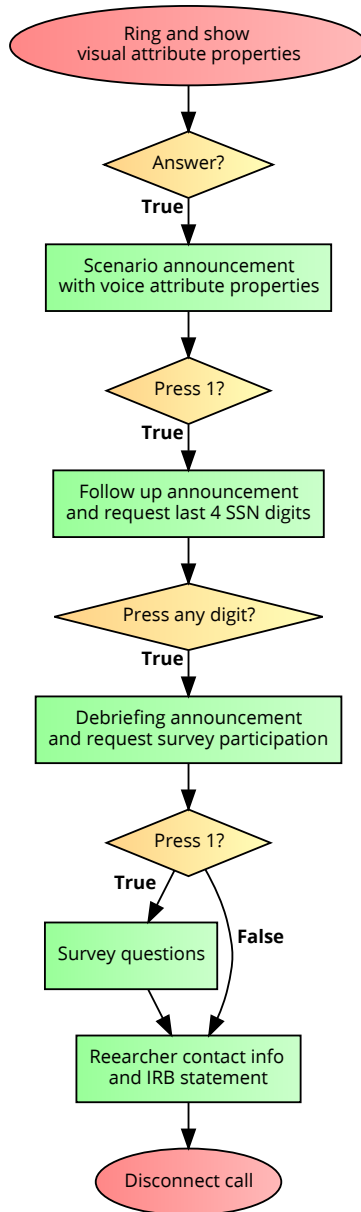 Ring and show
visual attribute properties
Answer?
True
Scenario announcement
with voice attribute properties
Press 1?
True
Follow up announcement
and request last 4 SSN digits
Press any digit?
True
Debriefing announcement
and request survey participation
Press 1?
True
False
Survey questions
Reearcher contact info
and IRB statement
Disconnect call